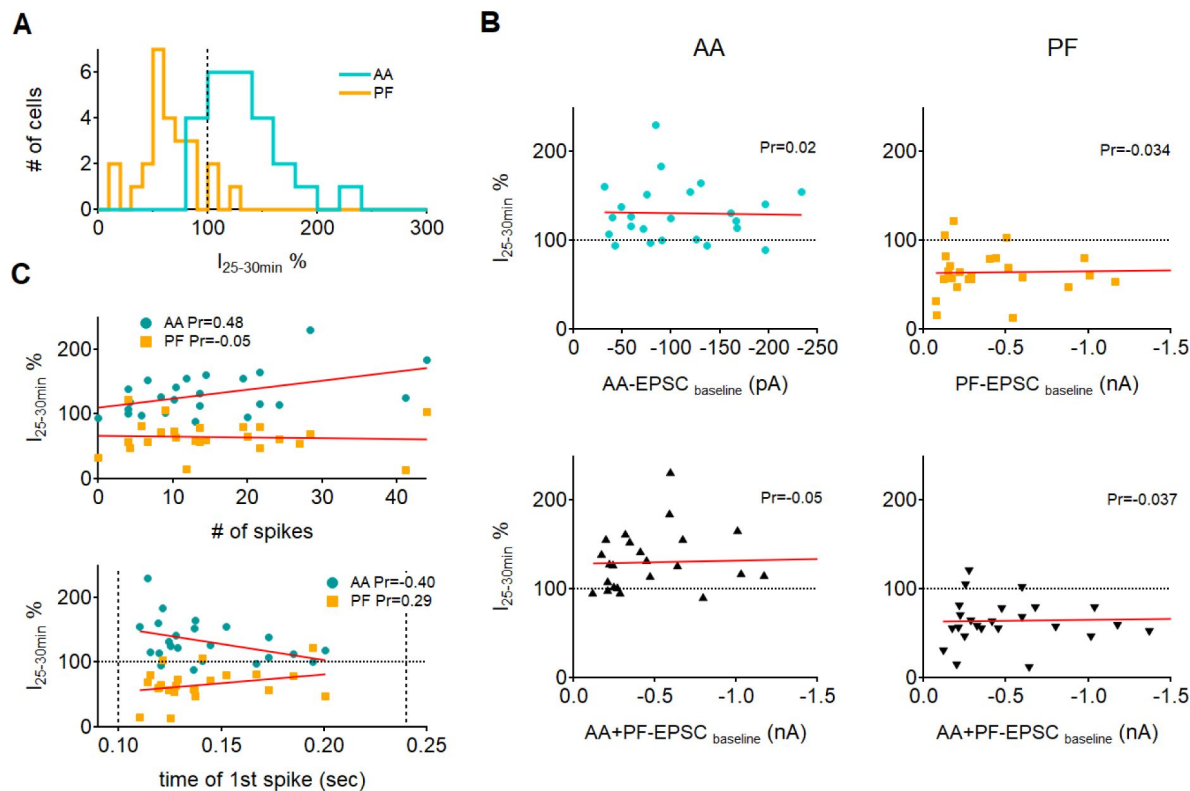 A
# of cells
6
4
2
0
AA
PF
0 100 200 300
I25-30min %
B
AA PF
I25-30min %
200
100
0
Pr=0.02
0 -50 -100 -150 -200 -250
AA-EPSC baseline (pA)
200
100
0
Pr=-0.034
0.0 -0.5 -1.0 -1.5
PF-EPSC baseline (nA)
I25-30min %
200
100
0
Pr=-0.05
0.0 -0.5 -1.0 -1.5
AA+PF-EPSC baseline (nA)
200
100
0
Pr=-0.037
0.0 -0.5 -1.0 -1.5
AA+PF-EPSC baseline (nA)
C
I25-30min %
AA Pr=0.48
PF Pr=-0.05
200
100
0
0 10 20 30 40
# of spikes
I25-30min %
AA Pr=-0.40
PF Pr=0.29
200
100
0
0.10 0.15 0.20 0.25
time of 1st spike (sec)